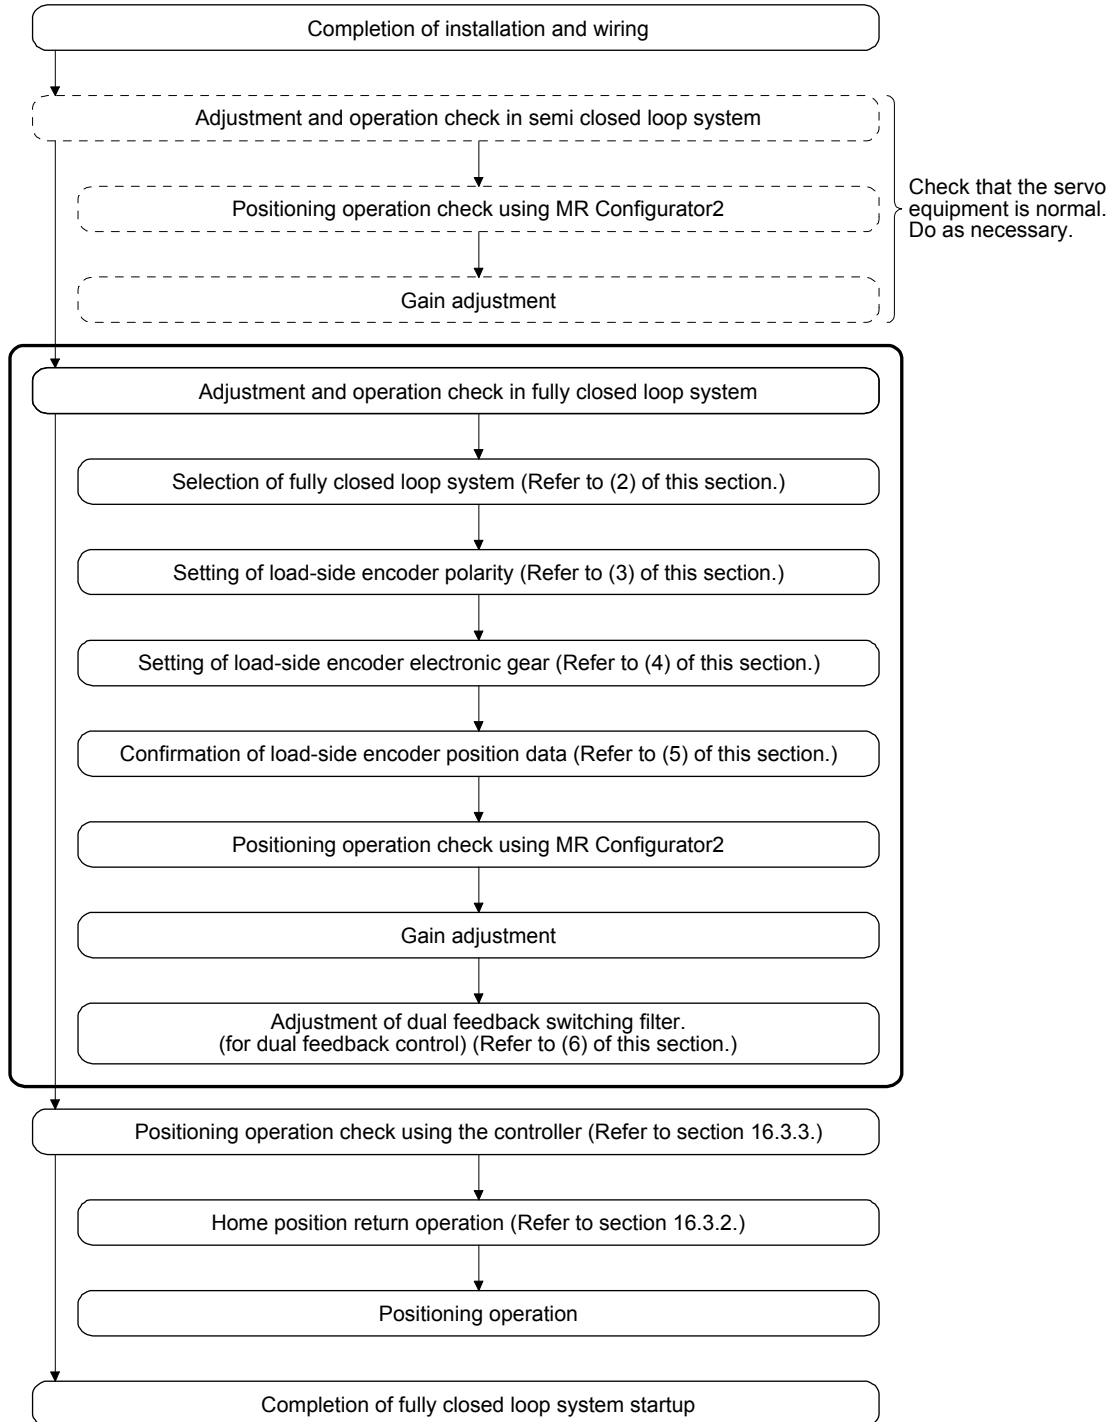 Completion of installation and wiring
Adjustment and operation check in semi closed loop system
Positioning operation check using MR Configurator2
Gain adjustment
Check that the servo
equipment is normal.
Do as necessary.
Adjustment and operation check in fully closed loop system
Selection of fully closed loop system (Refer to (2) of this section.)
Setting of load-side encoder polarity (Refer to (3) of this section.)
Setting of load-side encoder electronic gear (Refer to (4) of this section.)
Confirmation of load-side encoder position data (Refer to (5) of this section.)
Positioning operation check using MR Configurator2
Gain adjustment
Adjustment of dual feedback switching filter.
(for dual feedback control) (Refer to (6) of this section.)
Positioning operation check using the controller (Refer to section 16.3.3.)
Home position return operation (Refer to section 16.3.2.)
Positioning operation
Completion of fully closed loop system startup